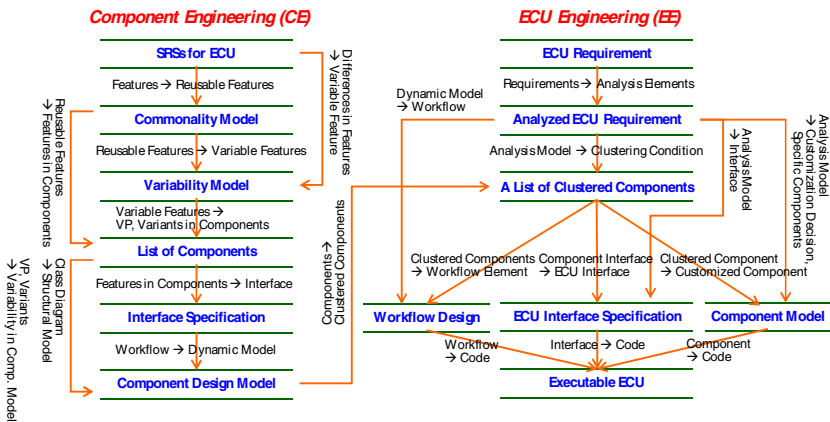 Component Engineering (CE)
SRSs for ECU
Features → Reusable Features
Differences in Features
→ Variable Feature
Commonality Model
Reusable Features → Variable Features
Reusable Features
→ Features in Components
Variability Model
Variable Features →
VP, Variants in Components
List of Components
Features in Components → Interface
Class Diagram
→ Structural Model
VP, Variants
→ Variability in Comp. Model
Interface Specification
Workflow → Dynamic Model
Component Design Model
Components →
Clustered Components
ECU Engineering (EE)
ECU Requirement
Requirements → Analysis Elements
Dynamic Model
→ Workflow
Analyzed ECU Requirement
Analysis Model → Clustering Condition
Analysis Model
→ Interface
Analysis Model
→ Customization Decision,
Specific Components
A List of Clustered Components
Clustered Components
→ Workflow Element
Component Interface
→ ECU Interface
Clustered Component
→ Customized Component
Workflow Design
ECU Interface Specification
Component Model
Workflow
→ Code
Interface → Code
Component
→ Code
Executable ECU